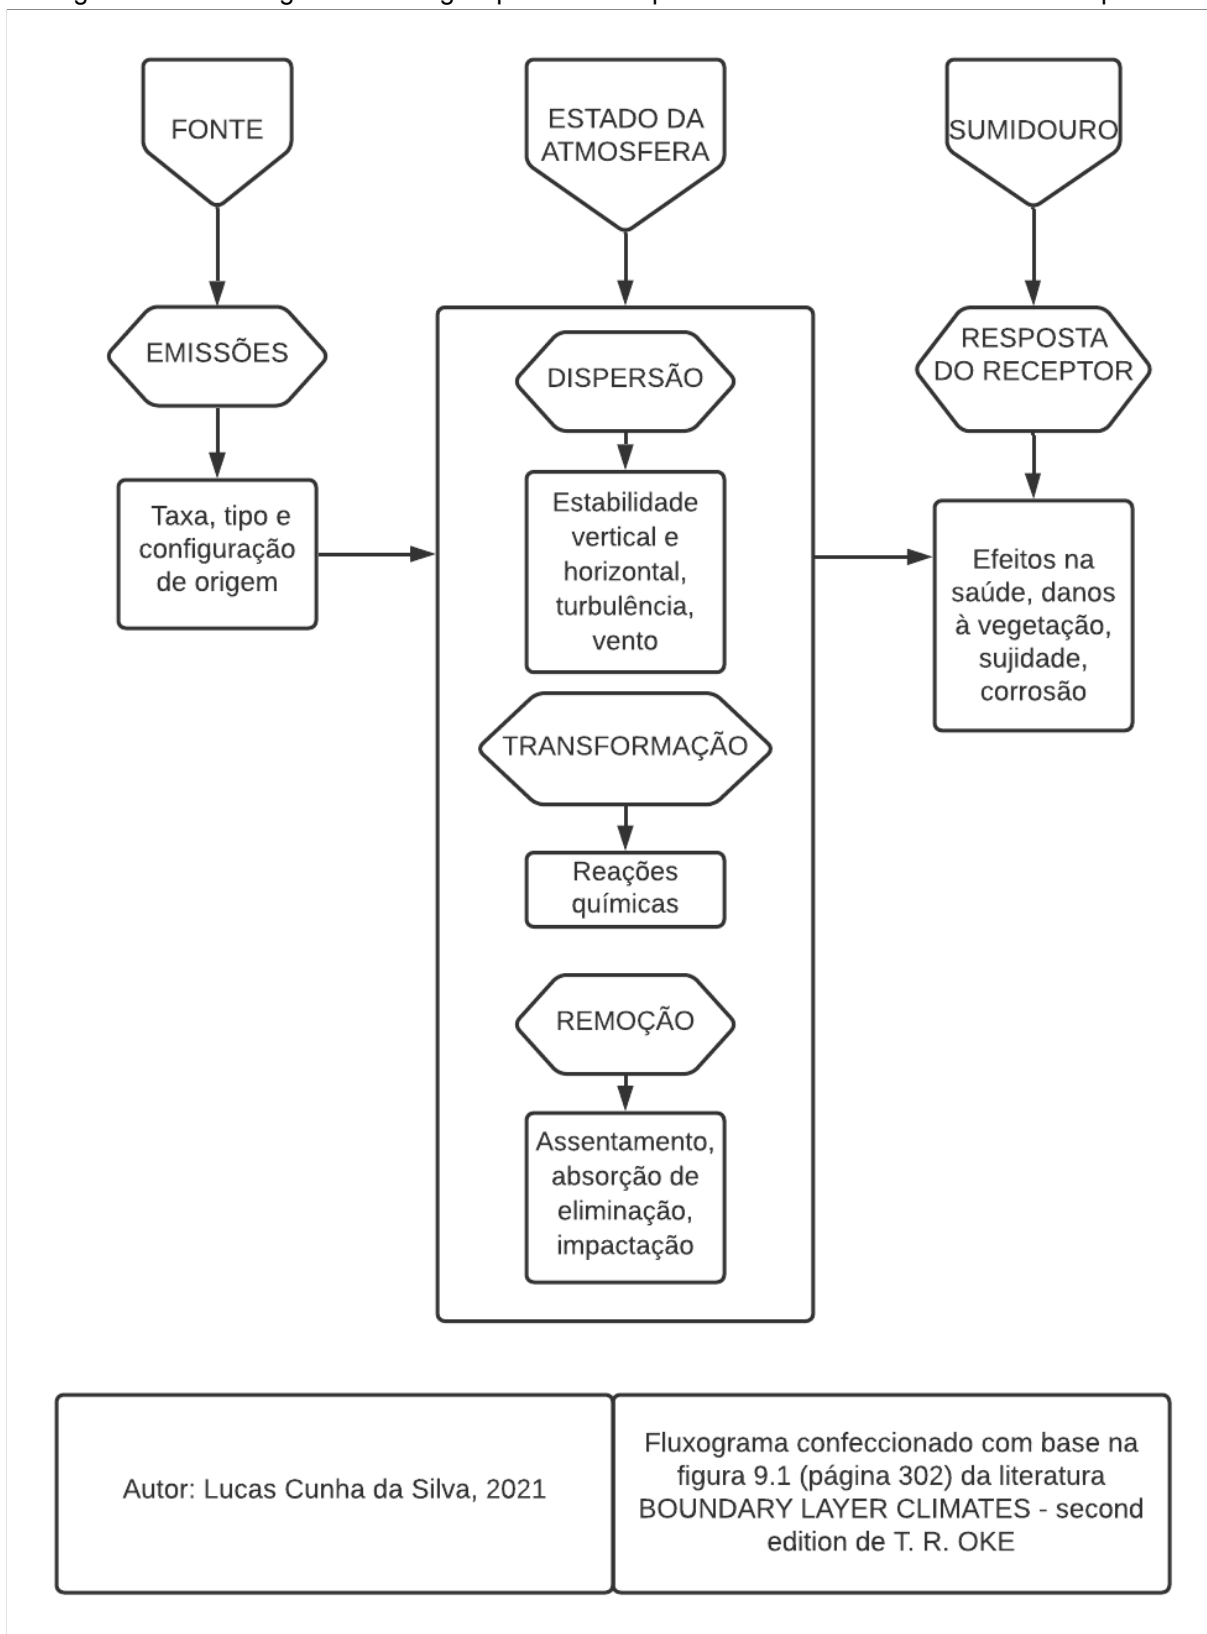 FONTE
EMISSÕES
Taxa, tipo e
configuração
de origem
ESTADO DA
ATMOSFERA
DISPERSÃO
Estabilidade
vertical e
horizontal,
turbulência,
vento
TRANSFORMAÇÃO
Reações
químicas
REMOÇÃO
Assentamento,
absorção de
eliminação,
impactação
SUMIDOURO
RESPOSTA
DO RECEPTOR
Efeitos na
saúde, danos
à vegetação,
sujidade,
corrosão
Autor: Lucas Cunha da Silva, 2021
Fluxograma confeccionado com base na
figura 9.1 (página 302) da literatura
BOUNDARY LAYER CLIMATES - second
edition de T. R. OKE